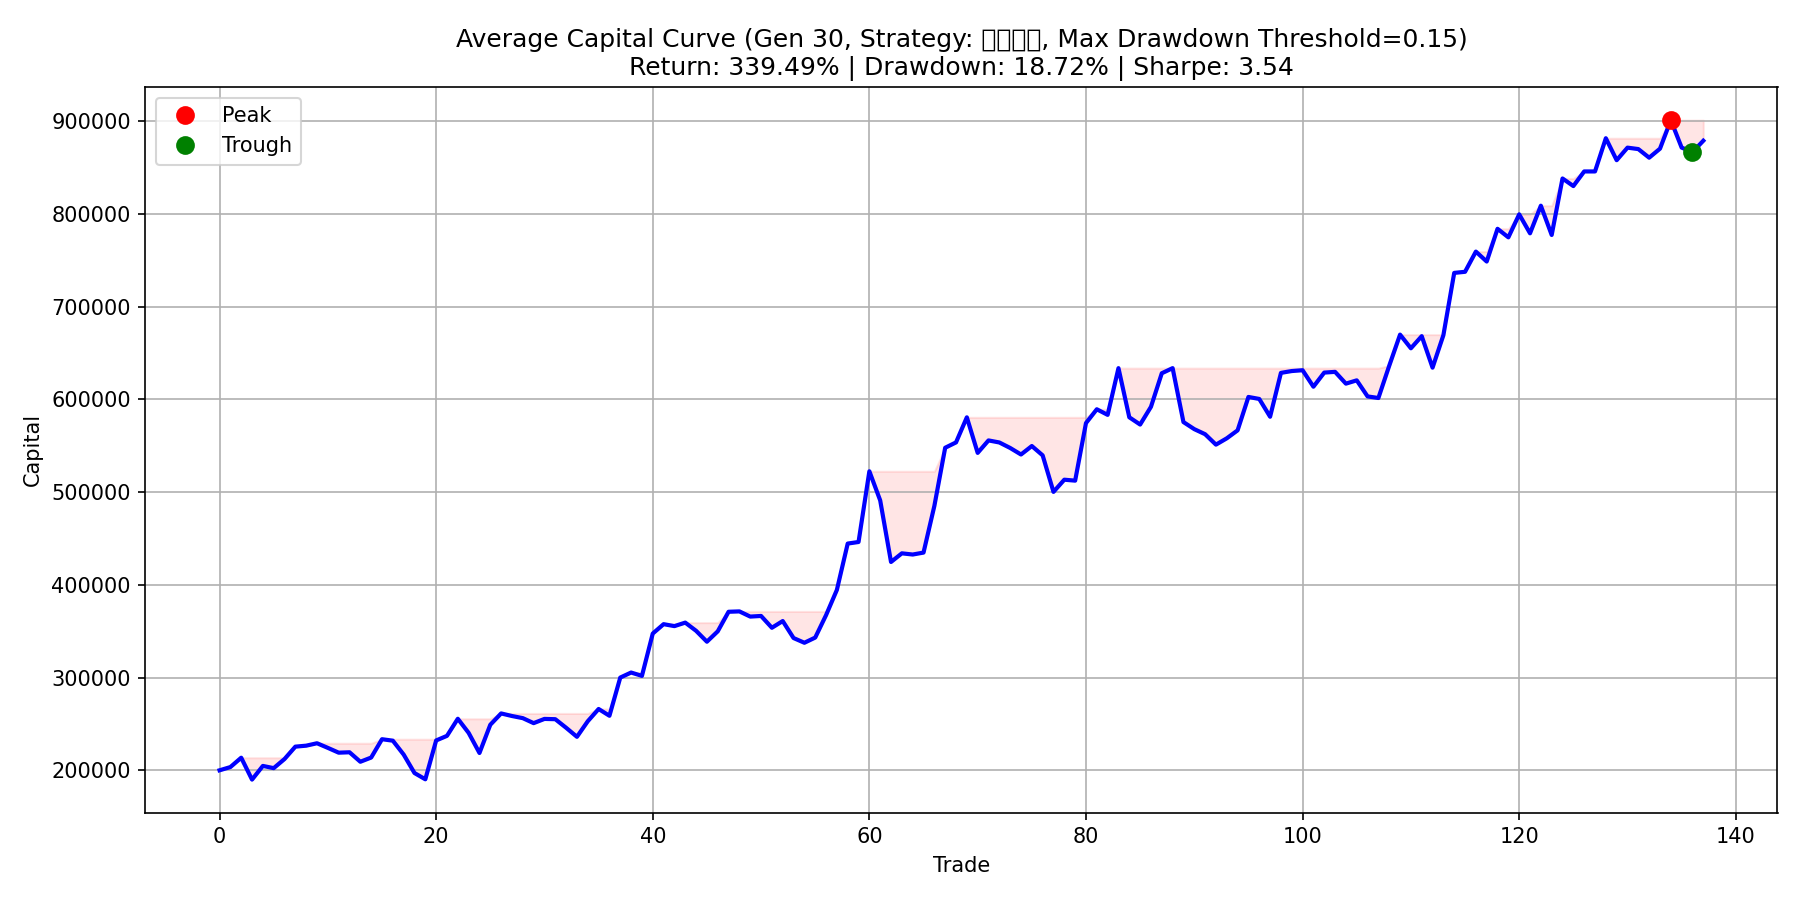 Average Capital Curve (Gen 30, Strategy: , Max Drawdown Threshold=0.15)
Return: 339.49% | Drawdown: 18.72% | Sharpe: 3.54
Peak
Trough
Capital
900000
800000
700000
600000
500000
400000
300000
200000
0 20 40 60 80 100 120 140
Trade